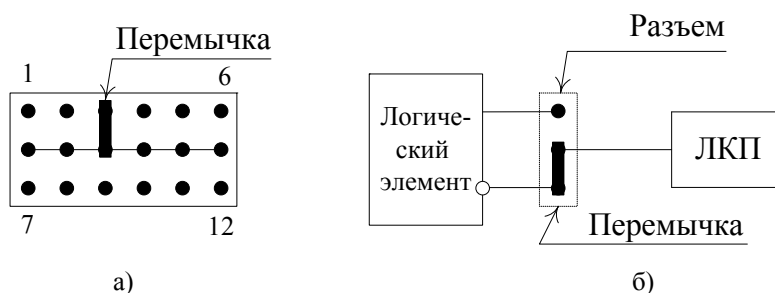 Перемычка
1
6
7
12
а)
Разъем
Логиче-
ский
элемент
ЛКП
Перемычка
б)